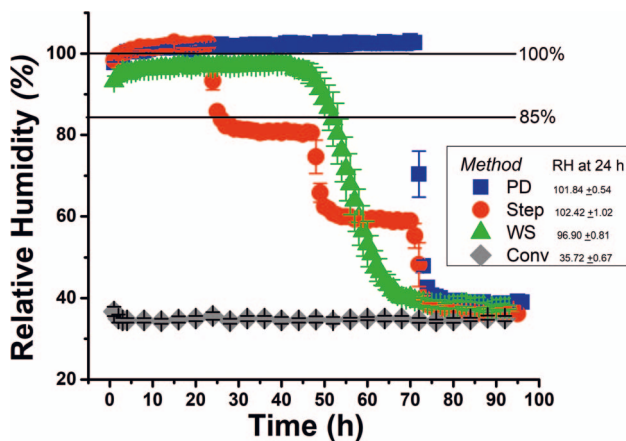 Relative Humidity (%)
120
100
80
60
40
20
0
10
20
30
40
50
60
70
80
90
100
Time (h)
100%
85%
Method RH at 24 h
PD 101.84 ±0.54
Step 102.42 ±1.02
WS 96.90 ±0.81
Conv 35.72 ±0.67